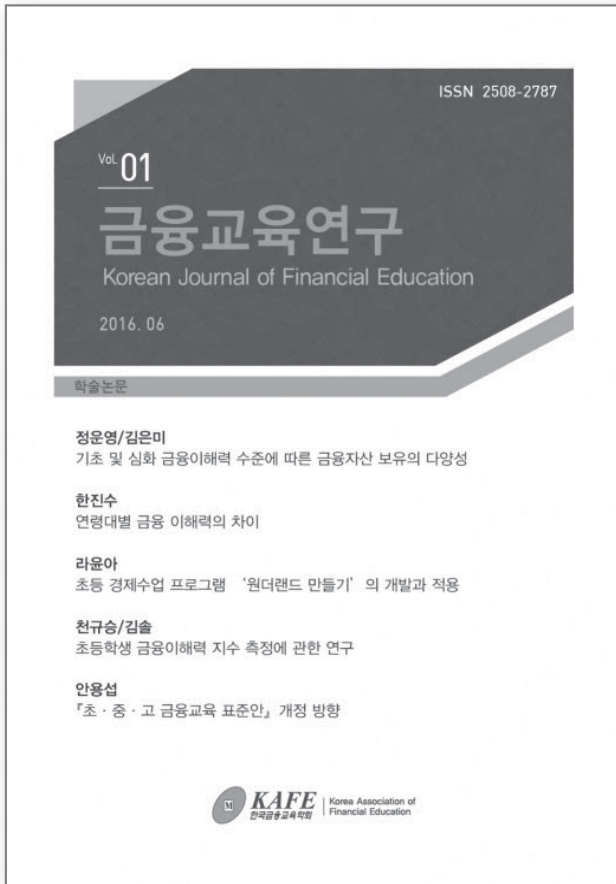 ISSN 2508-2787
Vol. 01
금융교육연구
Korean Journal of Financial Education
2016. 06
학술논문
정운영/김은미
기초 및 심화 금융이해력 수준에 따른 금융자산 보유의 다양성
한진수
연령대별 금융 이해력의 차이
라윤아
초등 경제수업 프로그램 ‘원더랜드 만들기’의 개발과 적용
천규승/김솔
초등학생 금융이해력 지수 측정에 관한 연구
안용섭
『초 · 중 · 고 금융교육 표준안』 개정 방향
M
KAFE
한국금융교육학회
Korea Association of
Financial Education